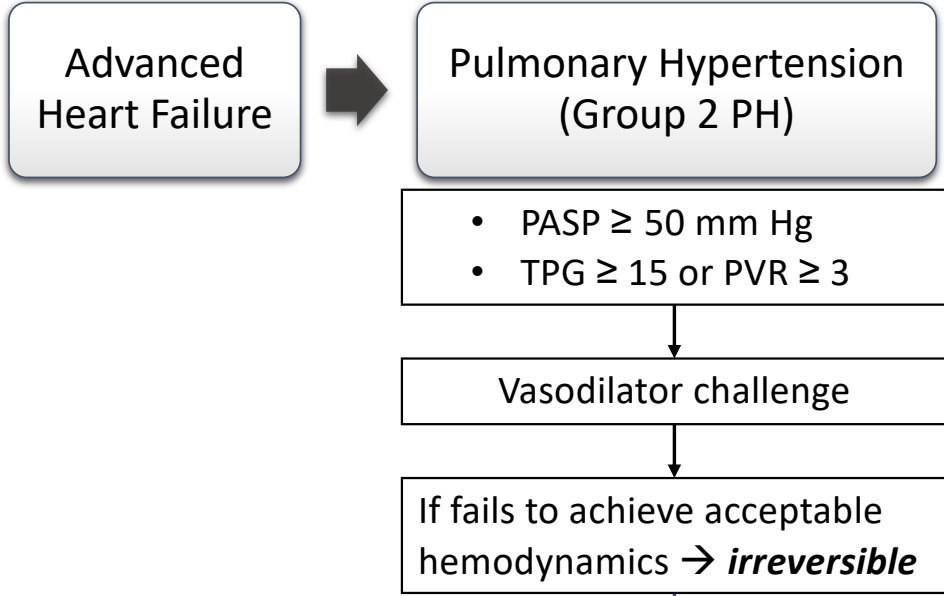 Advanced
Heart Failure
Pulmonary Hypertension
(Group 2 PH)
• PASP ≥ 50 mm Hg
• TPG ≥ 15 or PVR ≥ 3
Vasodilator challenge
If fails to achieve acceptable
hemodynamics → irreversible